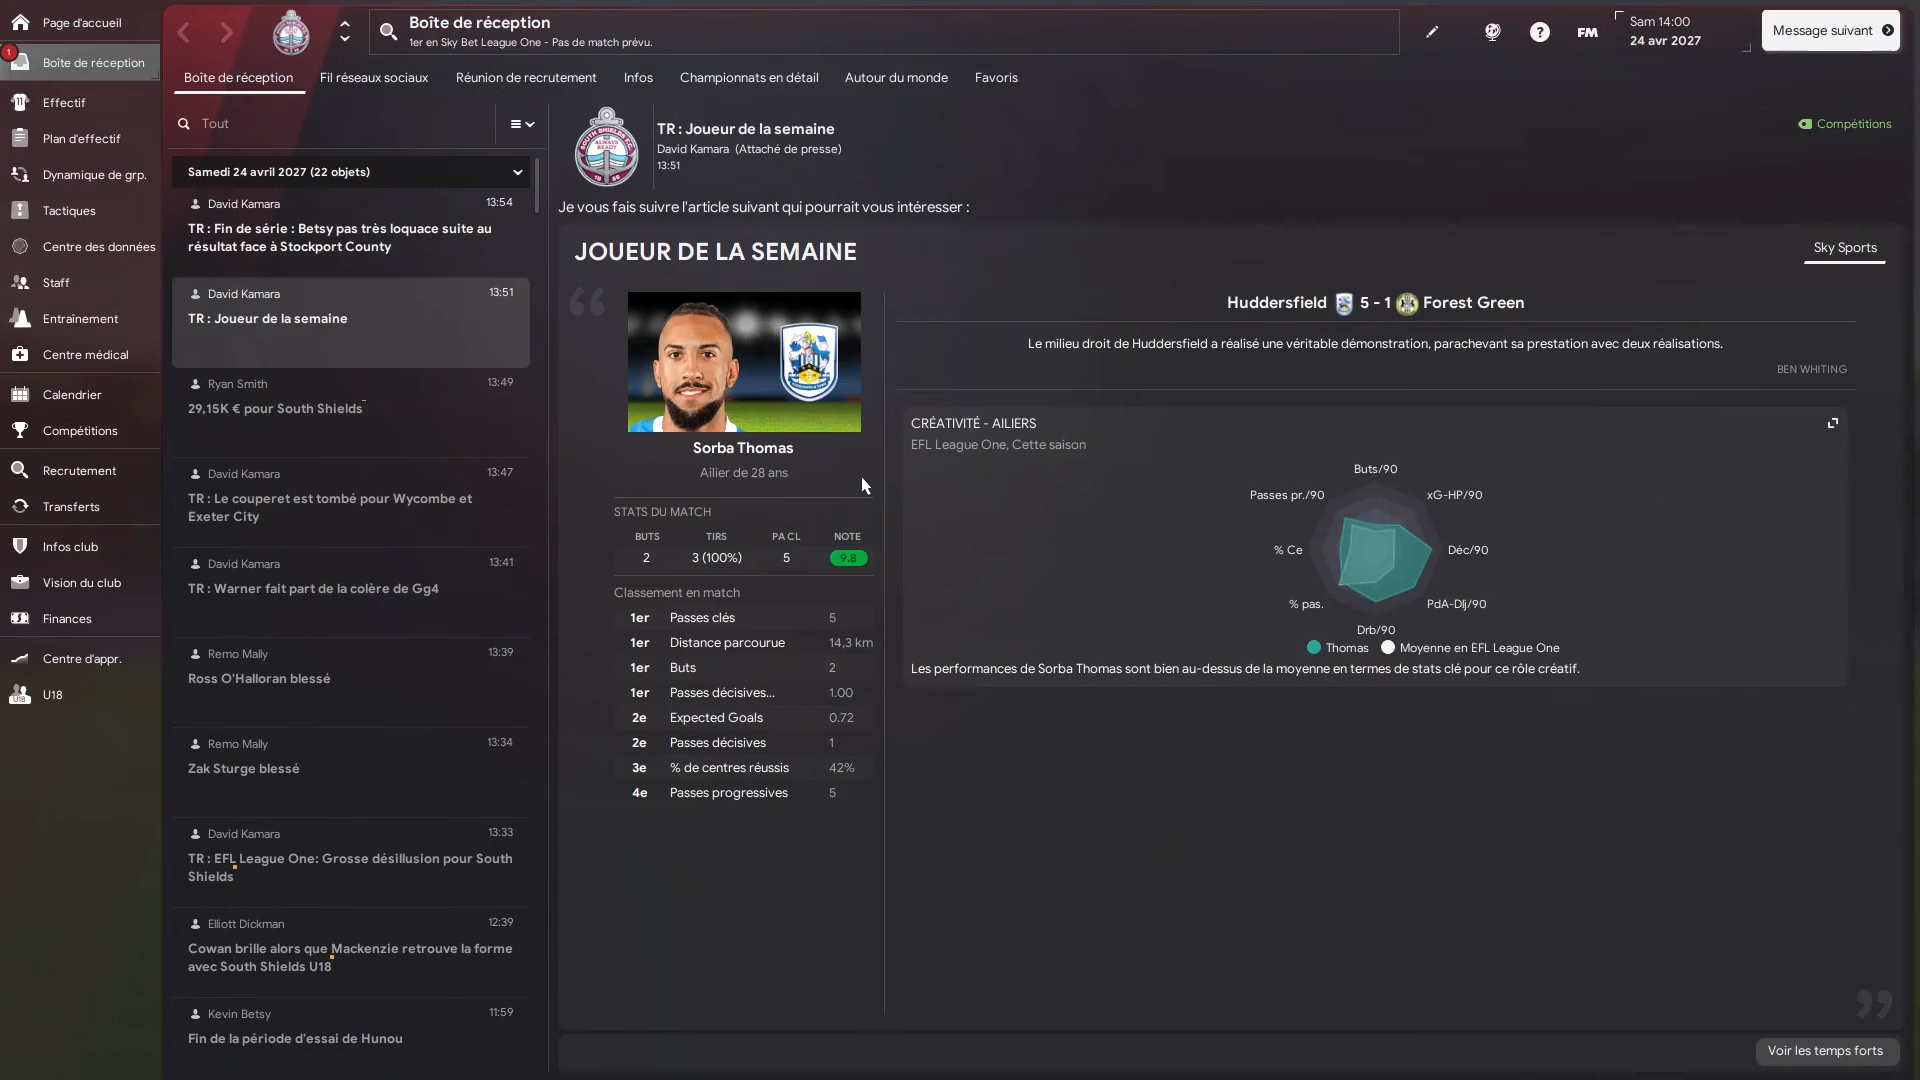 Page d'accueil
1
Boîte de réception
Effectif
Plan d'effectif
Dynamique de grp.
Tactiques
Centre des données
Staff
Entraînement
Centre médical
Calendrier
Compétitions
Recrutement
Transferts
Infos club
Vision du club
Finances
Centre d'appr.
U18
Boîte de réception
1er en Sky Bet League One - Pas de match prévu.
FM
Sam 14:00
24 avr 2027
Message suivant
Boîte de réception
Fil réseaux sociaux
Réunion de recrutement
Infos
Championnats en détail
Autour du monde
Favoris
Tout
Samedi 24 avril 2027 (22 objets)
David Kamara 13:54
TR : Fin de série : Betsy pas très loquace suite au
résultat face à Stockport County
David Kamara 13:51
TR : Joueur de la semaine
Ryan Smith 13:49
29,15K € pour South Shields
David Kamara 13:47
TR : Le couperet est tombé pour Wycombe et
Exeter City
David Kamara 13:41
TR : Warner fait part de la colère de Gg4
Remo Mally 13:39
Ross O'Halloran blessé
Remo Mally 13:34
Zak Sturge blessé
David Kamara 13:33
TR : EFL League One: Grosse désillusion pour South
Shields
Elliott Dickman 12:39
Cowan brille alors que Mackenzie retrouve la forme
avec South Shields U18
Kevin Betsy 11:59
Fin de la période d'essai de Hunou
SOUTH SHIELDS F.C.
ALWAYS
READY
TR : Joueur de la semaine
David Kamara (Attaché de presse)
13:51
Compétitions
Je vous fais suivre l'article suivant qui pourrait vous intéresser :
JOUEUR DE LA SEMAINE
Sky Sports
Sorba Thomas
Ailier de 28 ans
STATS DU MATCH
BUTS TIRS PA CL NOTE
2 3 (100%) 5 9.8
Classement en match
1er Passes clés 5
1er Distance parcourue 14,3 km
1er Buts 2
1er Passes décisives... 1.00
2e Expected Goals 0.72
2e Passes décisives 1
3e % de centres réussis 42%
4e Passes progressives 5
Huddersfield 5 - 1 Forest Green
Le milieu droit de Huddersfield a réalisé une véritable démonstration, parachevant sa prestation avec deux réalisations.
BEN WHITING
CRÉATIVITÉ - AILIERS
EFL League One, Cette saison
Buts/90
Passes pr./90
xG-HP/90
% Ce
Déc/90
% pas.
PdA-DIj/90
Drb/90
Thomas
Moyenne en EFL League One
Les performances de Sorba Thomas sont bien au-dessus de la moyenne en termes de stats clé pour ce rôle créatif.
Voir les temps forts